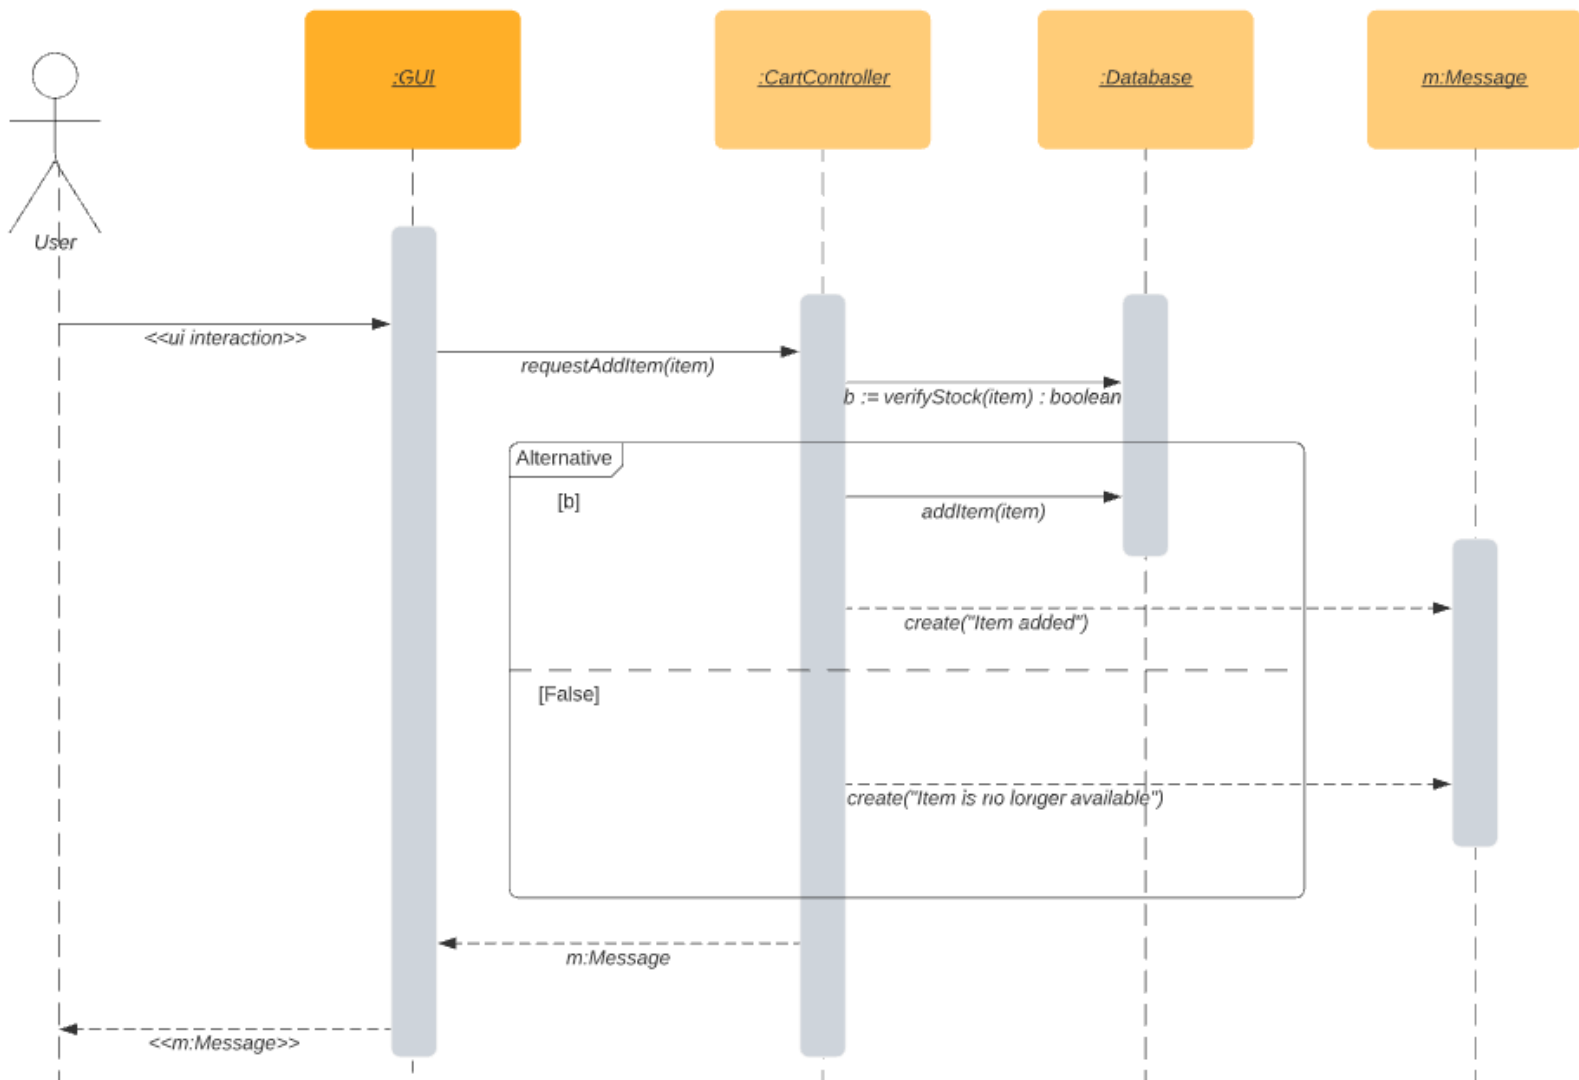 :GUI
:CartController
:Database
m:Message
User
<<ui interaction>>
requestAddItem(item)
b := verifyStock(item) : boolean
Alternative
[b]
addItem(item)
create("Item added")
[False]
create("Item is no longer available")
m:Message
<<m:Message>>